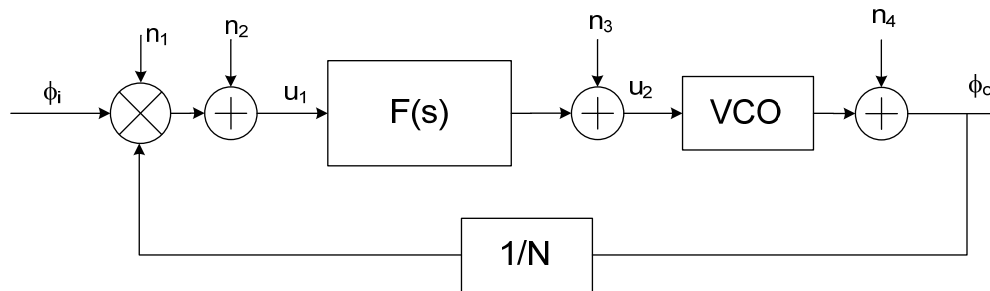 n₁
n₂
n₃
n₄
ϕᵢ
u₁
F(s)
u₂
VCO
ϕₒ
1/N